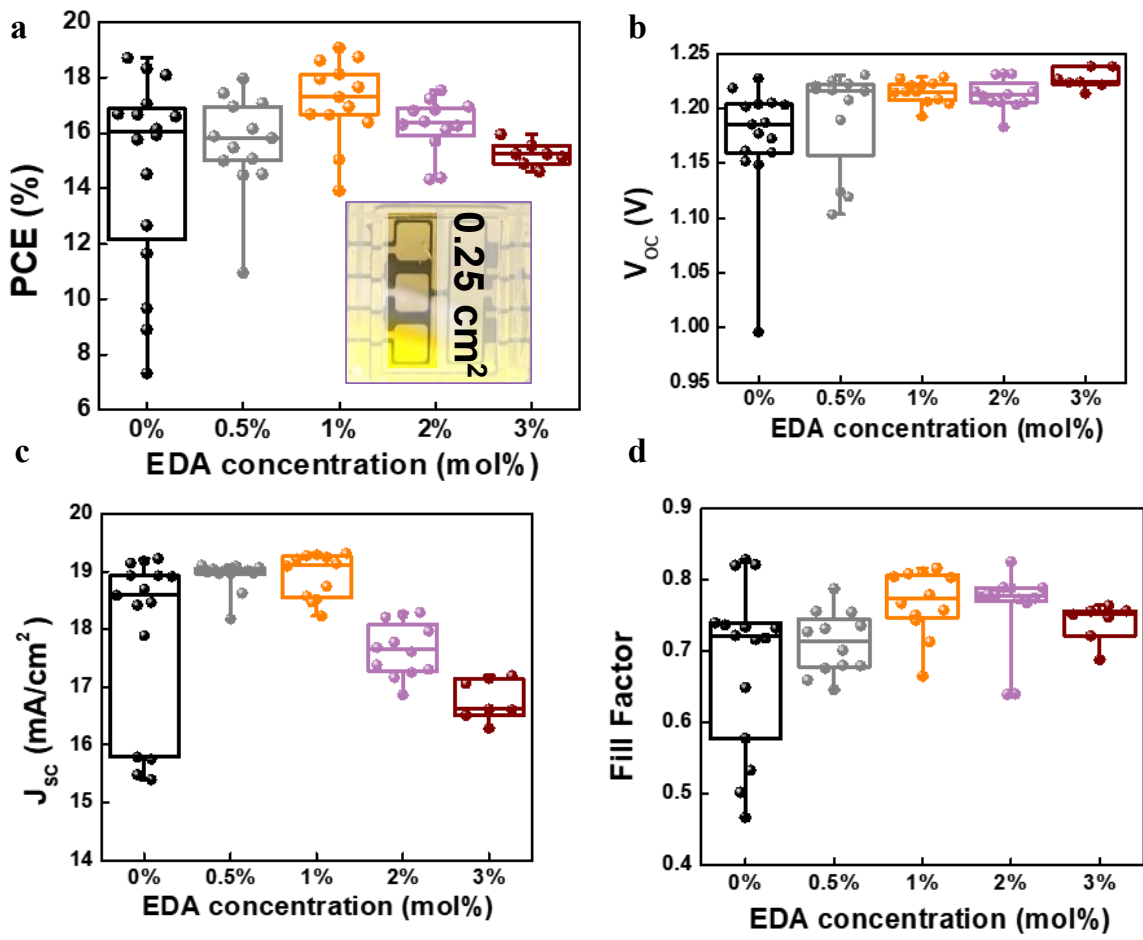 a
20
18
16
14
12
10
8
6
PCE (%)
0.25 cm²
0% 0.5% 1% 2% 3%
EDA concentration (mol%)
b
1.25
1.20
1.15
1.10
1.05
1.00
0.95
V_OC (V)
0% 0.5% 1% 2% 3%
EDA concentration (mol%)
c
20
19
18
17
16
15
14
J_SC (mA/cm²)
0% 0.5% 1% 2% 3%
EDA concentration (mol%)
d
0.9
0.8
0.7
0.6
0.5
0.4
Fill Factor
0% 0.5% 1% 2% 3%
EDA concentration (mol%)